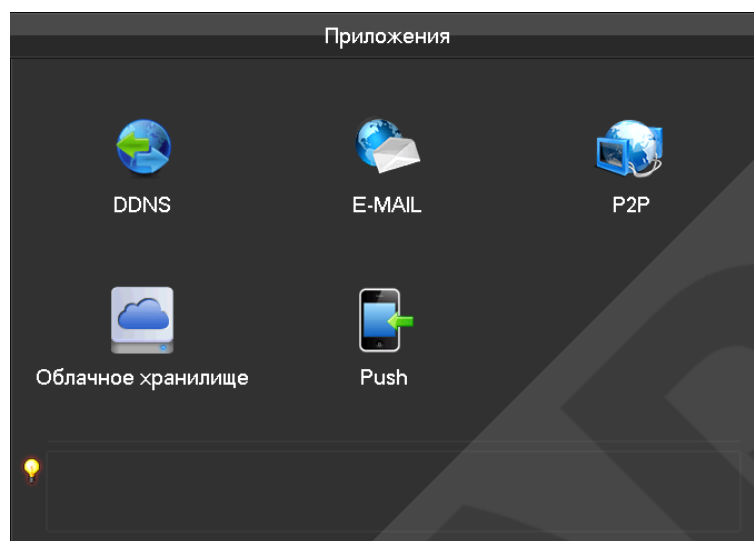 Приложения
DDNS
E-MAIL
P2P
Облачное хранилище
Push